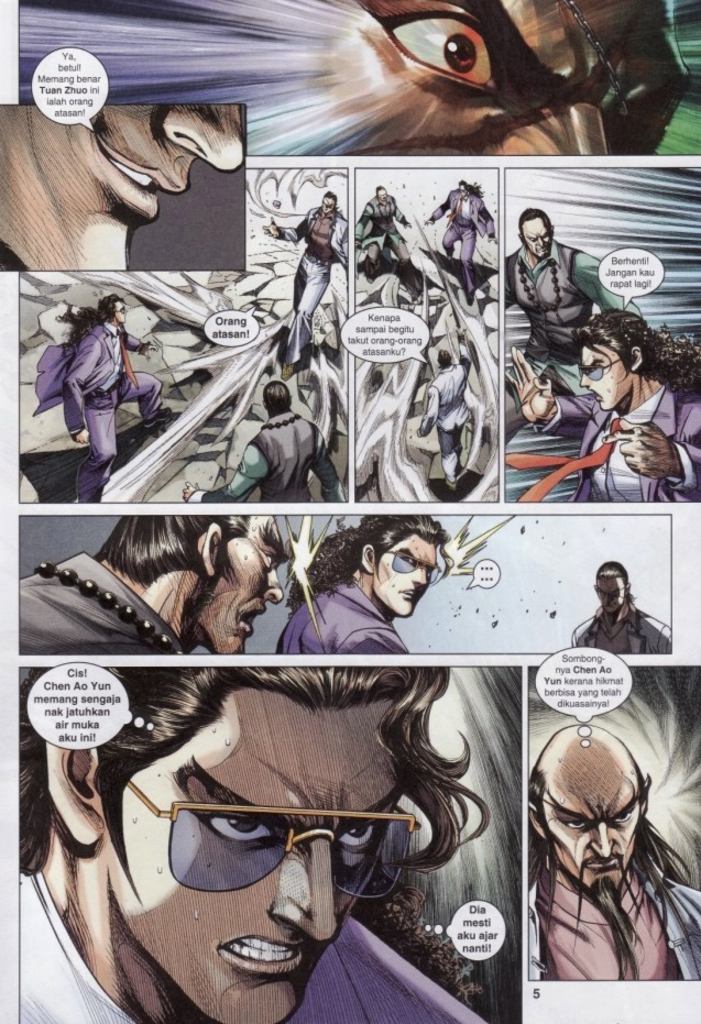 Ya,
betul!
Memang benar
Tuan Zhuo ini
ialah orang
atasan!
Orang
atasan!
Kenapa
sampai begitu
takut orang-orang
atasanku?
Berhenti!
Jangan kau
rapat lagi!
...
...
Cis!
Chen Ao Yun
memang sengaja
nak jatuhkan
air muka
aku ini!
Dia
mesti
aku ajar
nanti!
Sombong-
nya Chen Ao
Yun kerana hikmat
berbisa yang telah
dikuasainya!
5